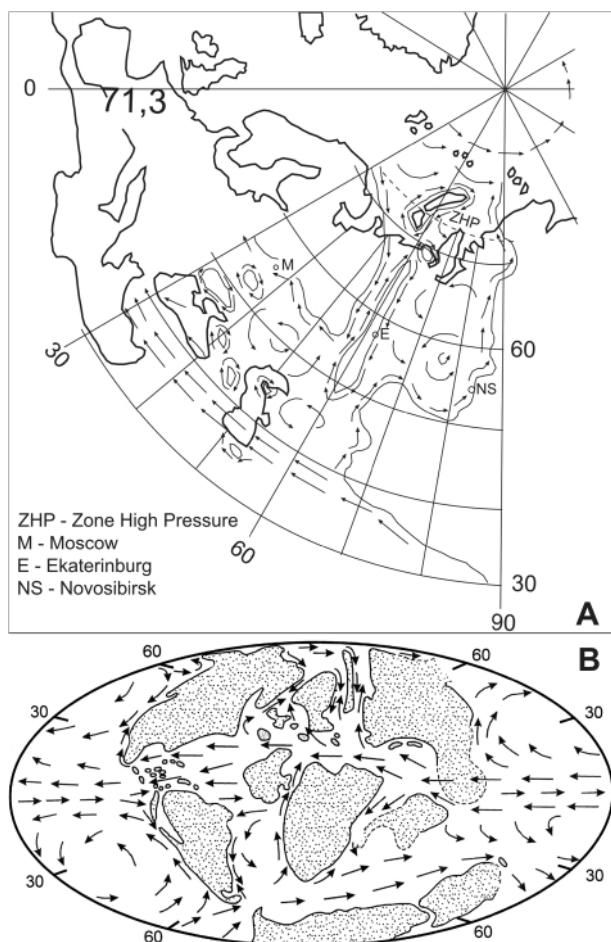 0
71,3
ZHP
M
30
E
60
NS
ZHP - Zone High Pressure
M - Moscow
E - Ekaterinburg
NS - Novosibirsk
60
30
90
A
B
60
60
30
30
30
30
60
60